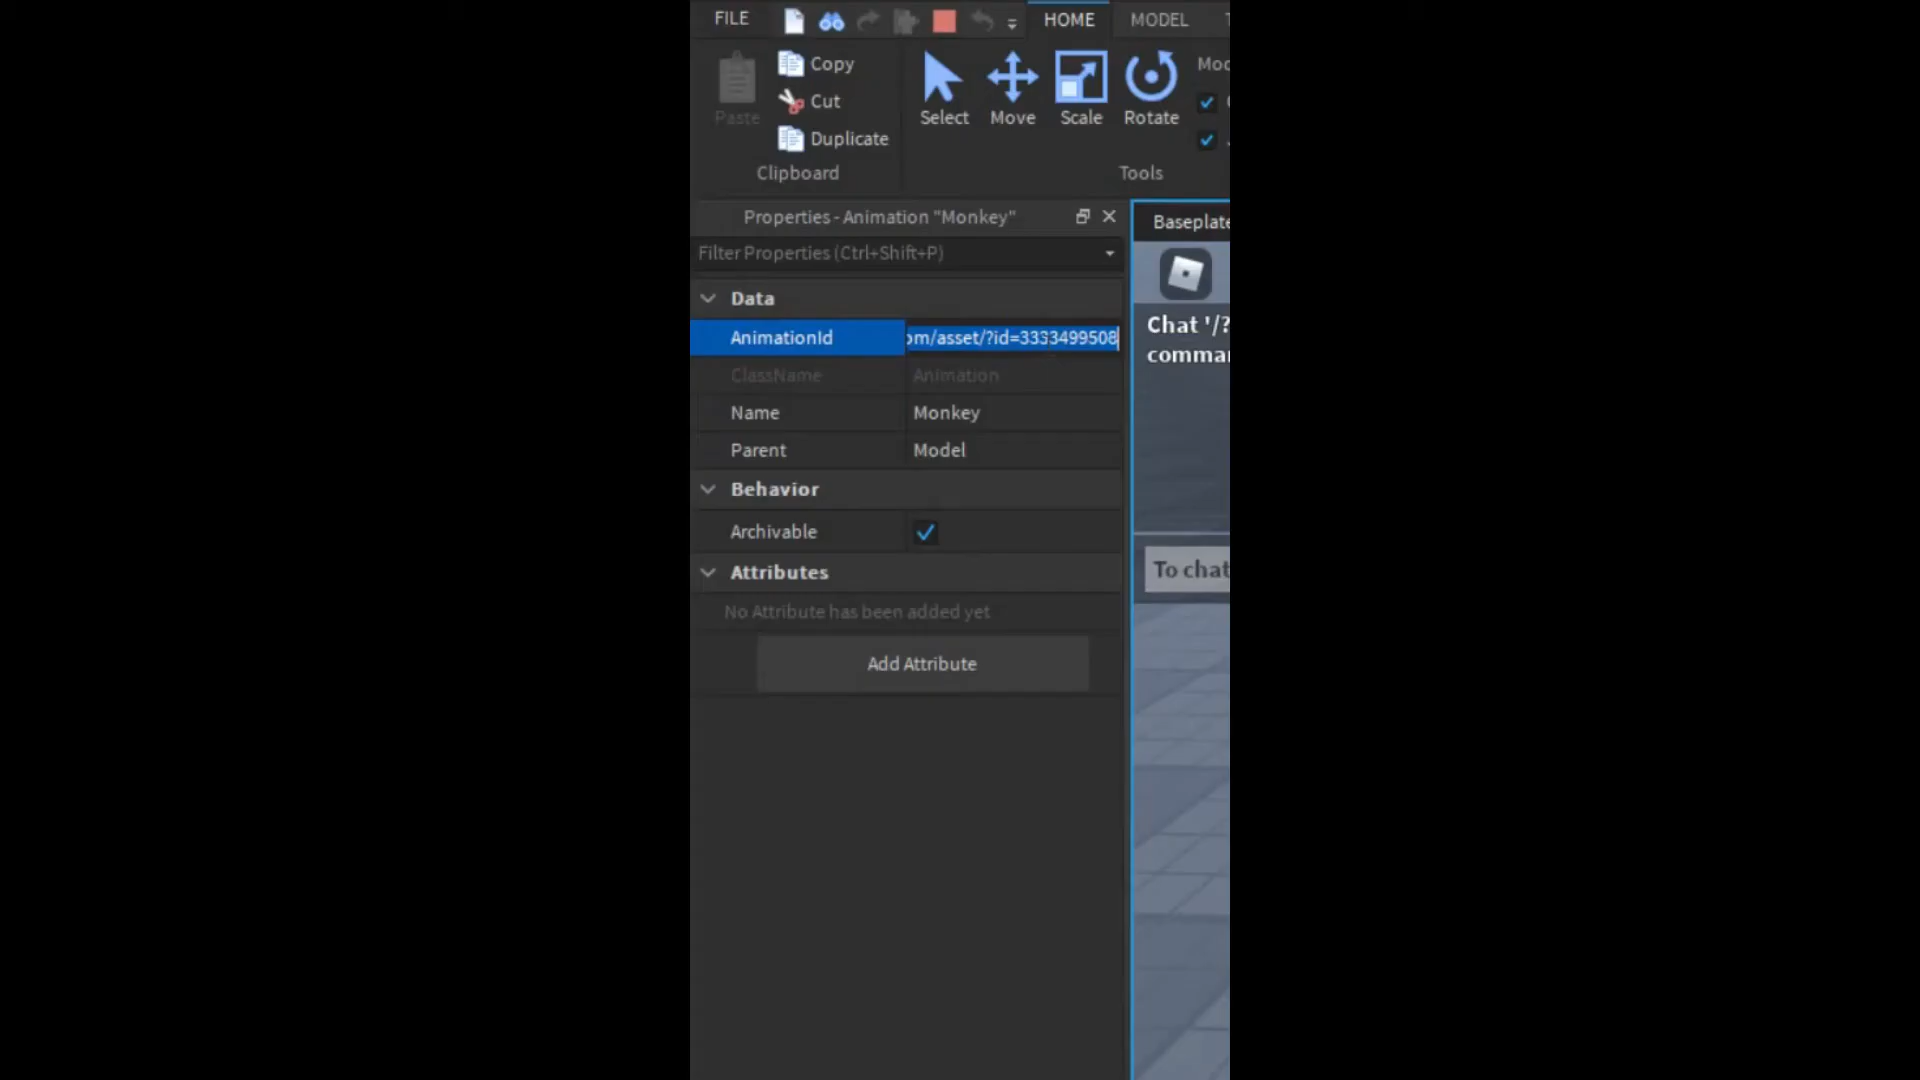 FILE
HOME
MODEL
Paste
Copy
Cut
Duplicate
Clipboard
Select
Move
Scale
Rotate
Tools
Properties - Animation "Monkey"
Filter Properties (Ctrl+Shift+P)
Data
AnimationId
om/asset/?id=3333499508
ClassName
Animation
Name
Monkey
Parent
Model
Behavior
Archivable
Attributes
No Attribute has been added yet
Add Attribute
Baseplate
Chat '/?
To chat